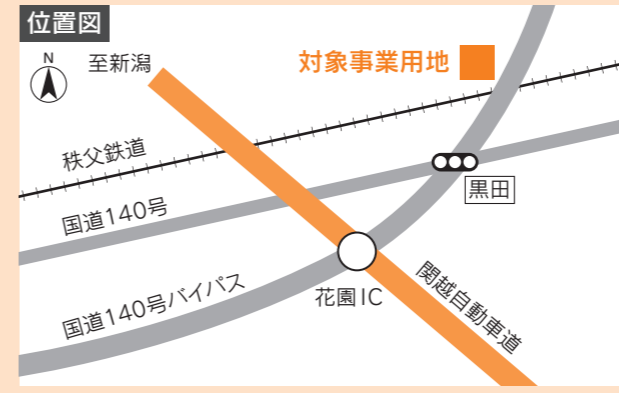 位置図
N
至新潟
対象事業用地
秩父鉄道
黒田
国道140号
国道140号バイパス
花園IC
関越自動車道